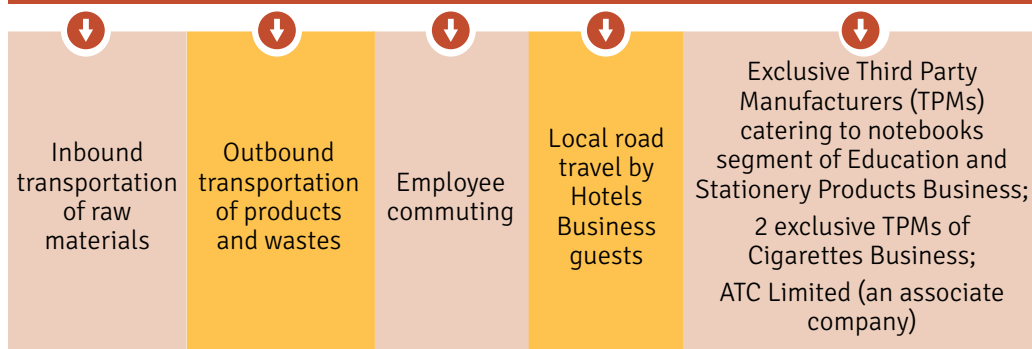 Inbound
transportation
of raw
materials
Outbound
transportation
of products
and wastes
Employee
commuting
Local road
travel by
Hotels
Business
guests
Exclusive Third Party
Manufacturers (TPMs)
catering to notebooks
segment of Education and
Stationery Products Business;
2 exclusive TPMs of
Cigarettes Business;
ATC Limited (an associate
company)